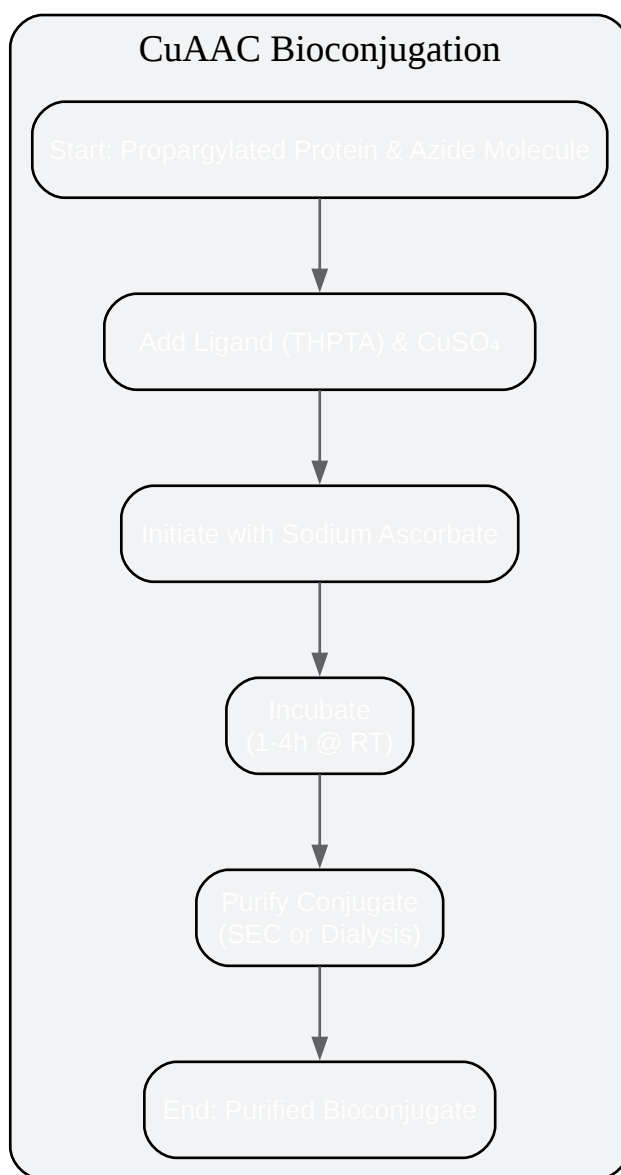 CuAAC Bioconjugation
Start: Propargylated Protein & Azide Molecule
Add Ligand (THPTA) & CuSO₄
Initiate with Sodium Ascorbate
Incubate
(1-4h @ RT)
Purify Conjugate
(SEC or Dialysis)
End: Purified Bioconjugate